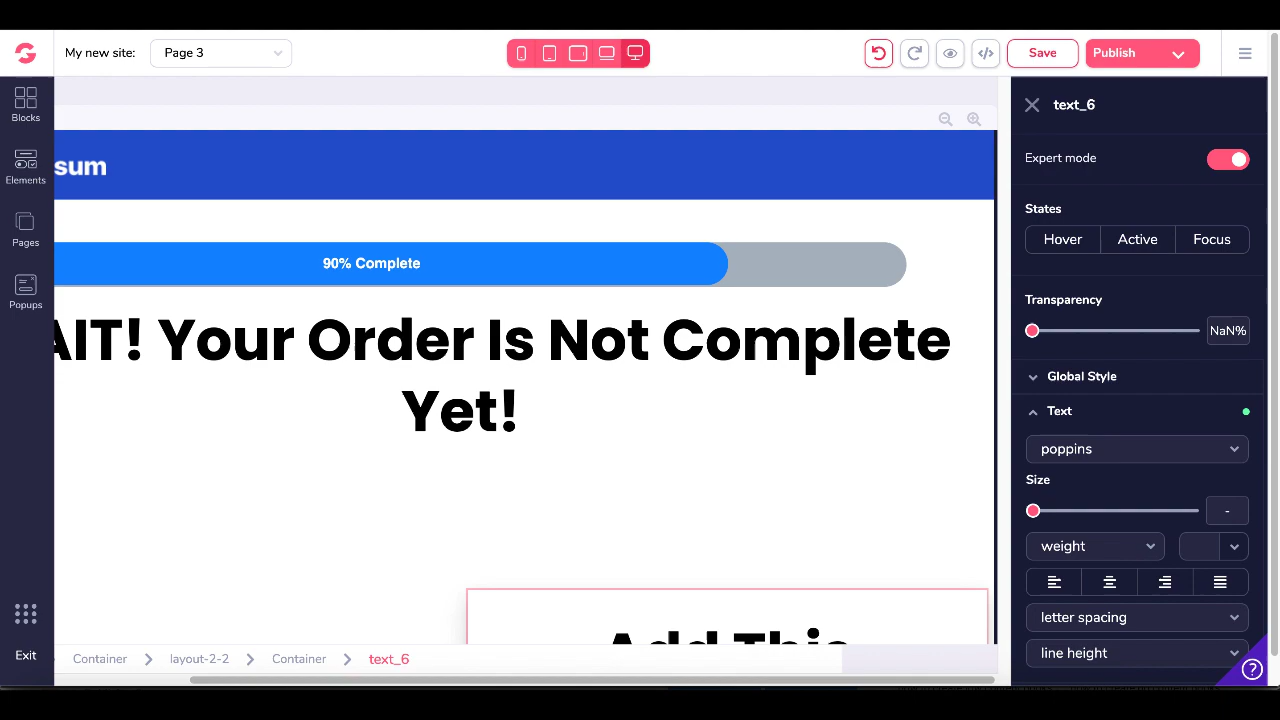 My new site:
Page 3
Save
Publish
Blocks
Elements
Pages
Popups
Exit
sum
90% Complete
AIT! Your Order Is Not Complete
Yet!
Add This
Container
layout-2-2
Container
text_6
text_6
Expert mode
States
Hover
Active
Focus
Transparency
NaN%
Global Style
Text
poppins
Size
-
weight
letter spacing
line height
?